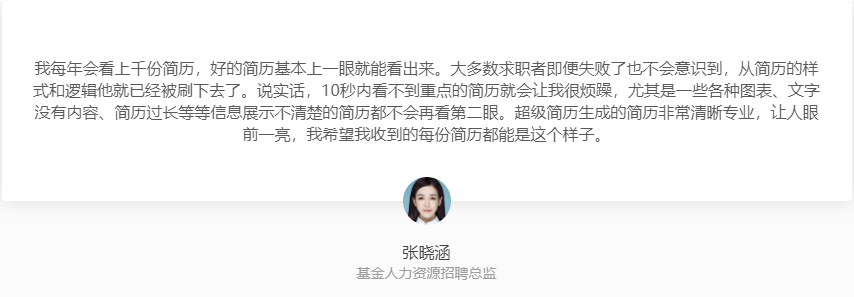 我每年会看上千份简历，好的简历基本上一眼就能看出来。大多数求职者即便失败了也不会意识到，从简历的样
式和逻辑他就已经被刷下去了。说实话，10秒内看不到重点的简历就会让我很烦躁，尤其是一些各种图表、文字
没有内容、简历过长等等信息展示不清楚的简历都不会再看第二眼。超级简历生成的简历非常清晰专业，让人眼
前一亮，我希望我收到的每份简历都能是这个样子。
张晓涵
基金人力资源招聘总监